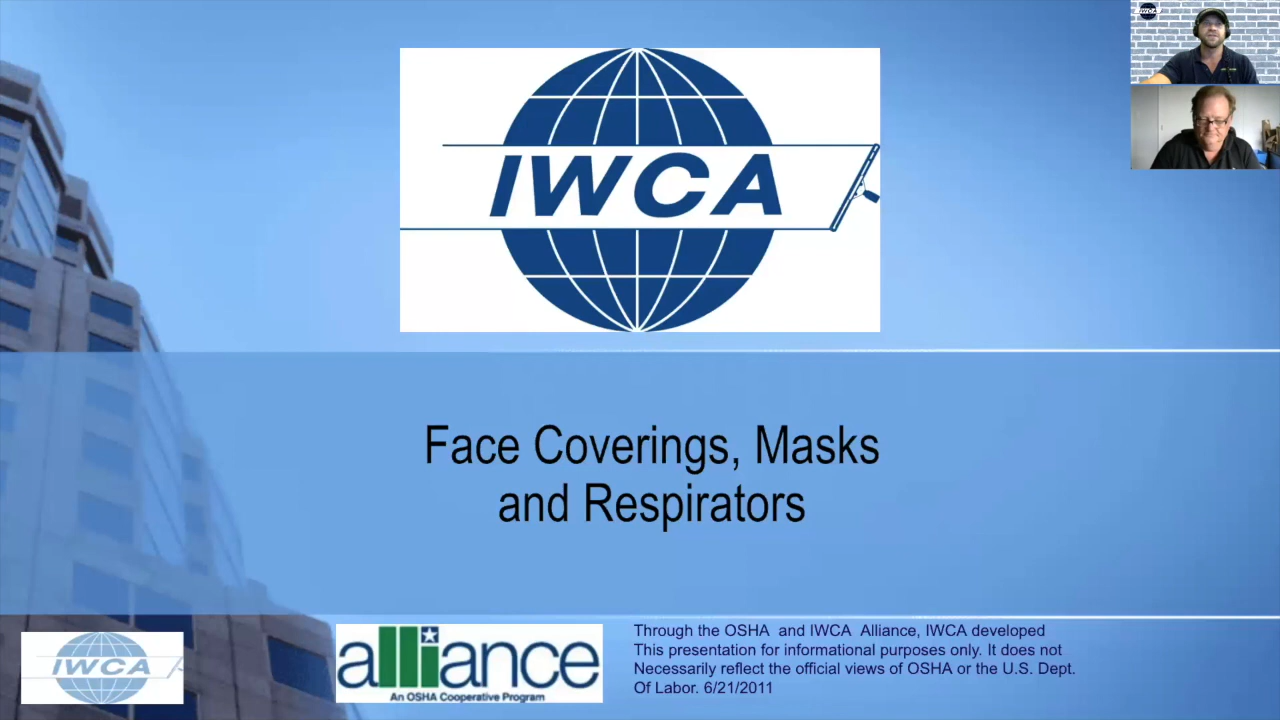 IWCA
IWCA
Face Coverings, Masks
and Respirators
IWCA
alliance
An OSHA Cooperative Program
Through the OSHA and IWCA Alliance, IWCA developed
This presentation for informational purposes only. It does not
Necessarily reflect the official views of OSHA or the U.S. Dept.
Of Labor. 6/21/2011